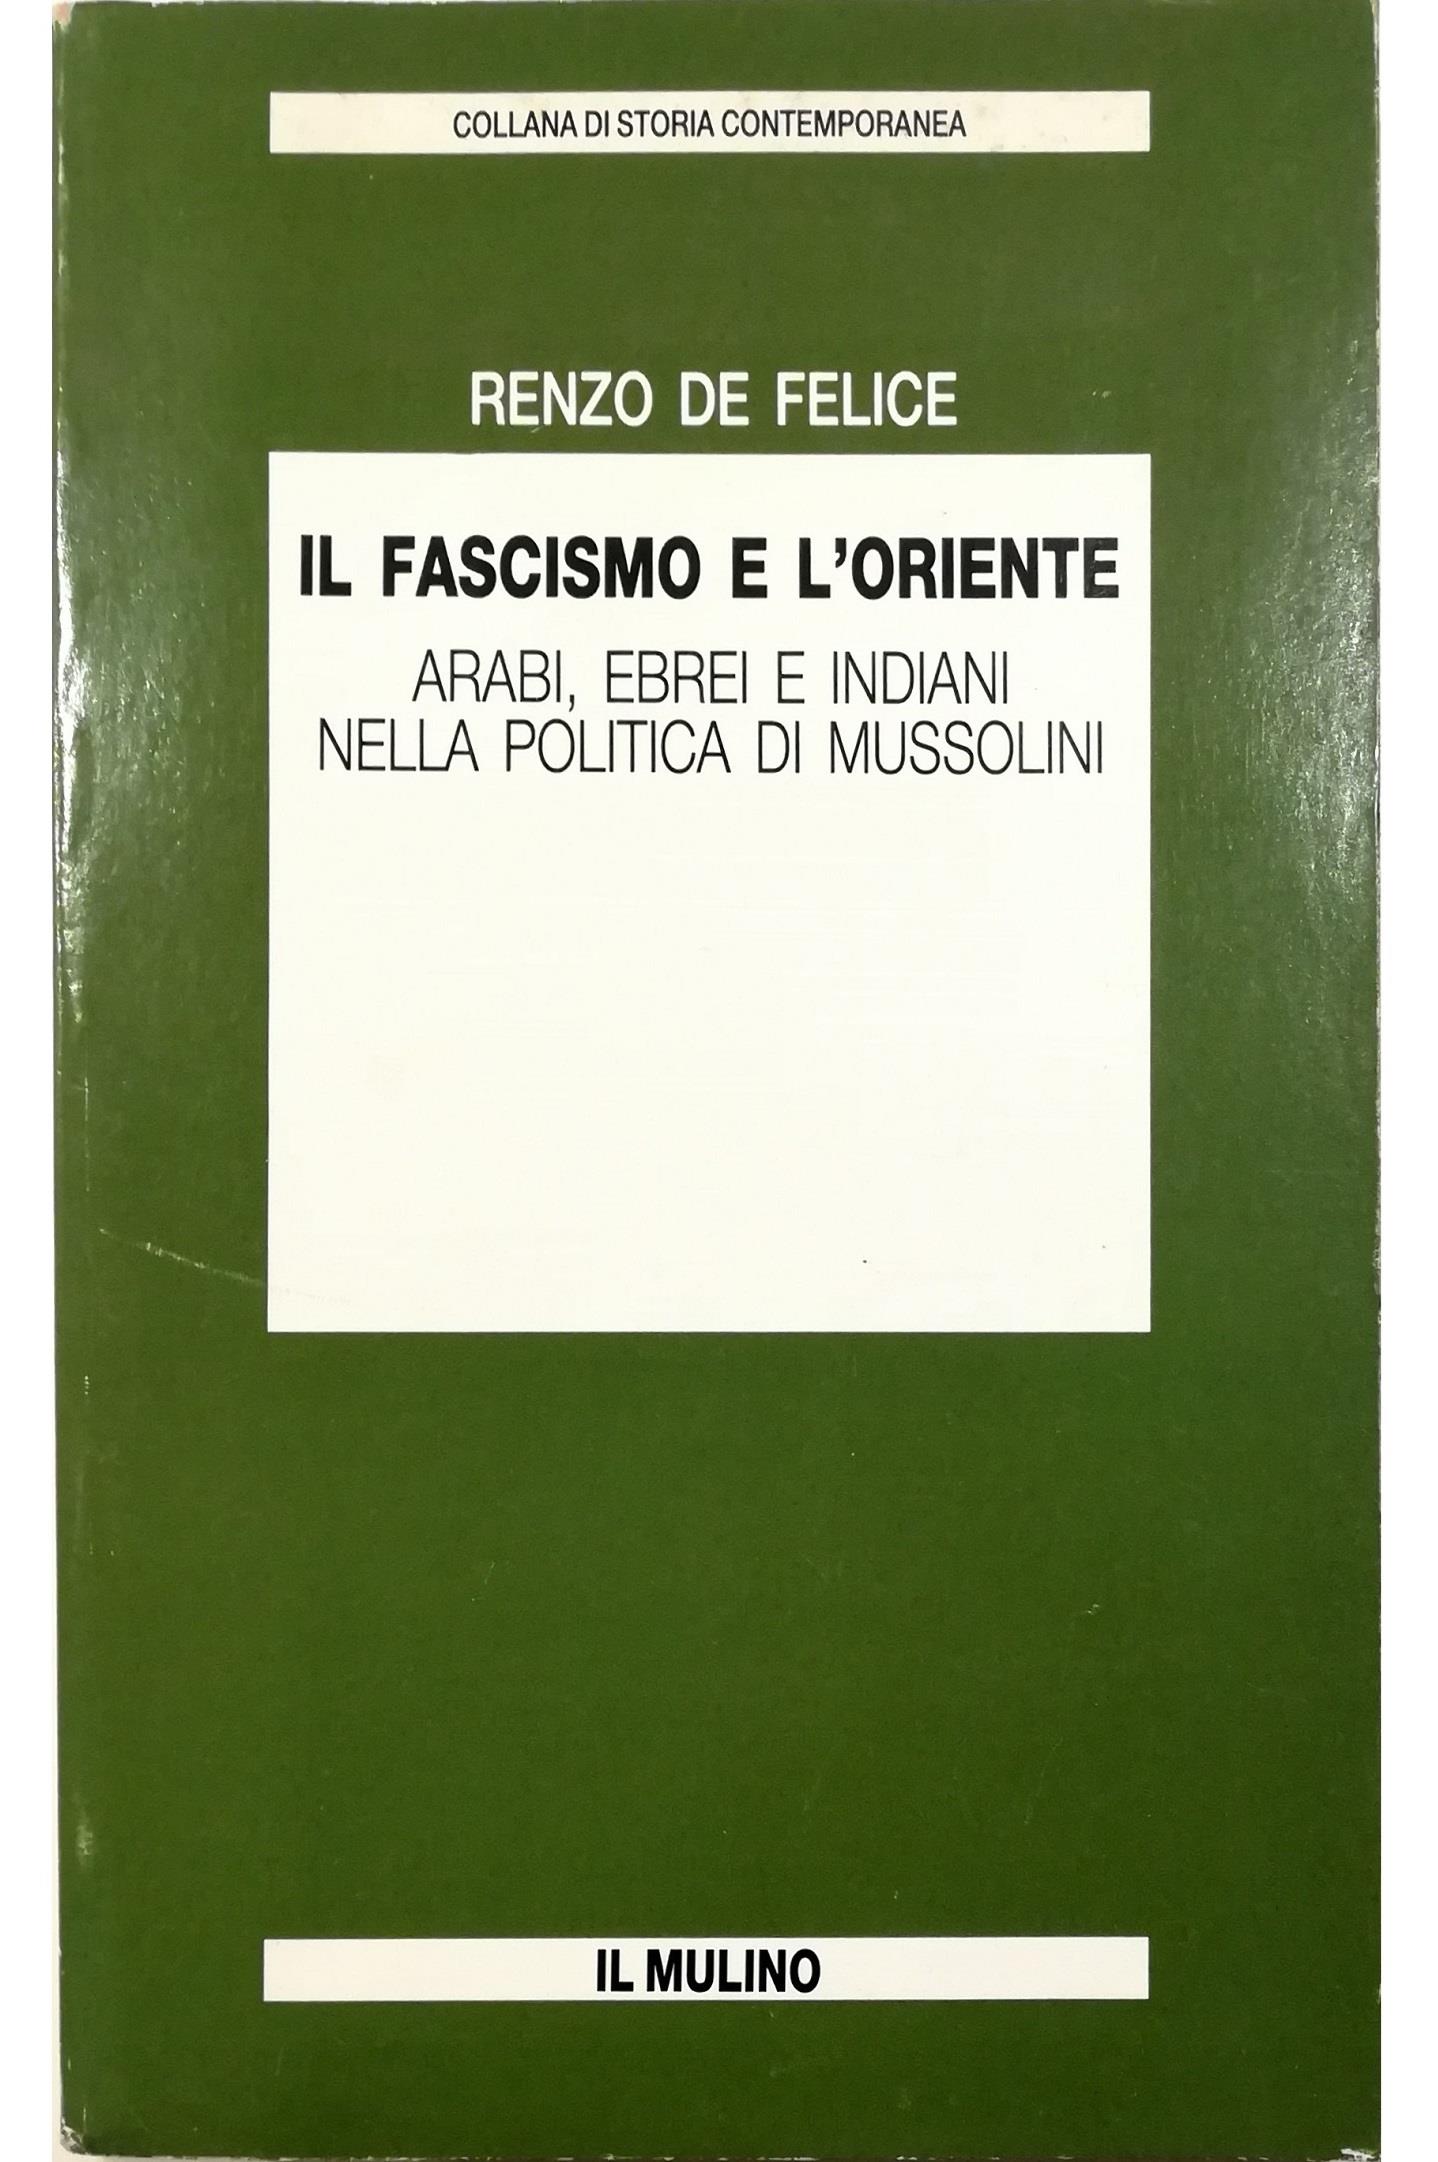 COLLANA DI STORIA CONTEMPORANEA
RENZO DE FELICE
IL FASCISMO E L'ORIENTE
ARABI, EBREI E INDIANI
NELLA POLITICA DI MUSSOLINI
IL MULINO